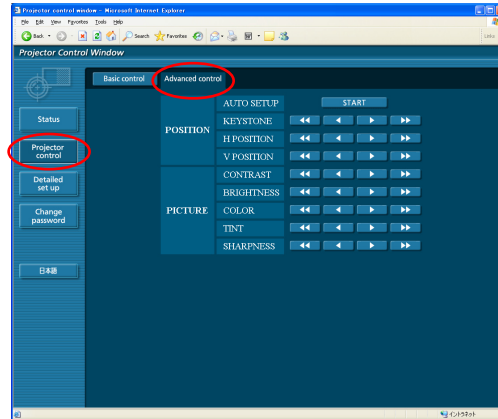 Projector control window - Microsoft Internet Explorer
File Edit View Favorites Tools Help
Back Search Favorites Links
Projector Control Window
Basic control Advanced control
Status
Projector control
Detailed set up
Change password
日本語
POSITION
AUTO SETUP START
KEYSTONE
H POSITION
V POSITION
PICTURE
CONTRAST
BRIGHTNESS
COLOR
TINT
SHARPNESS
イントラネット